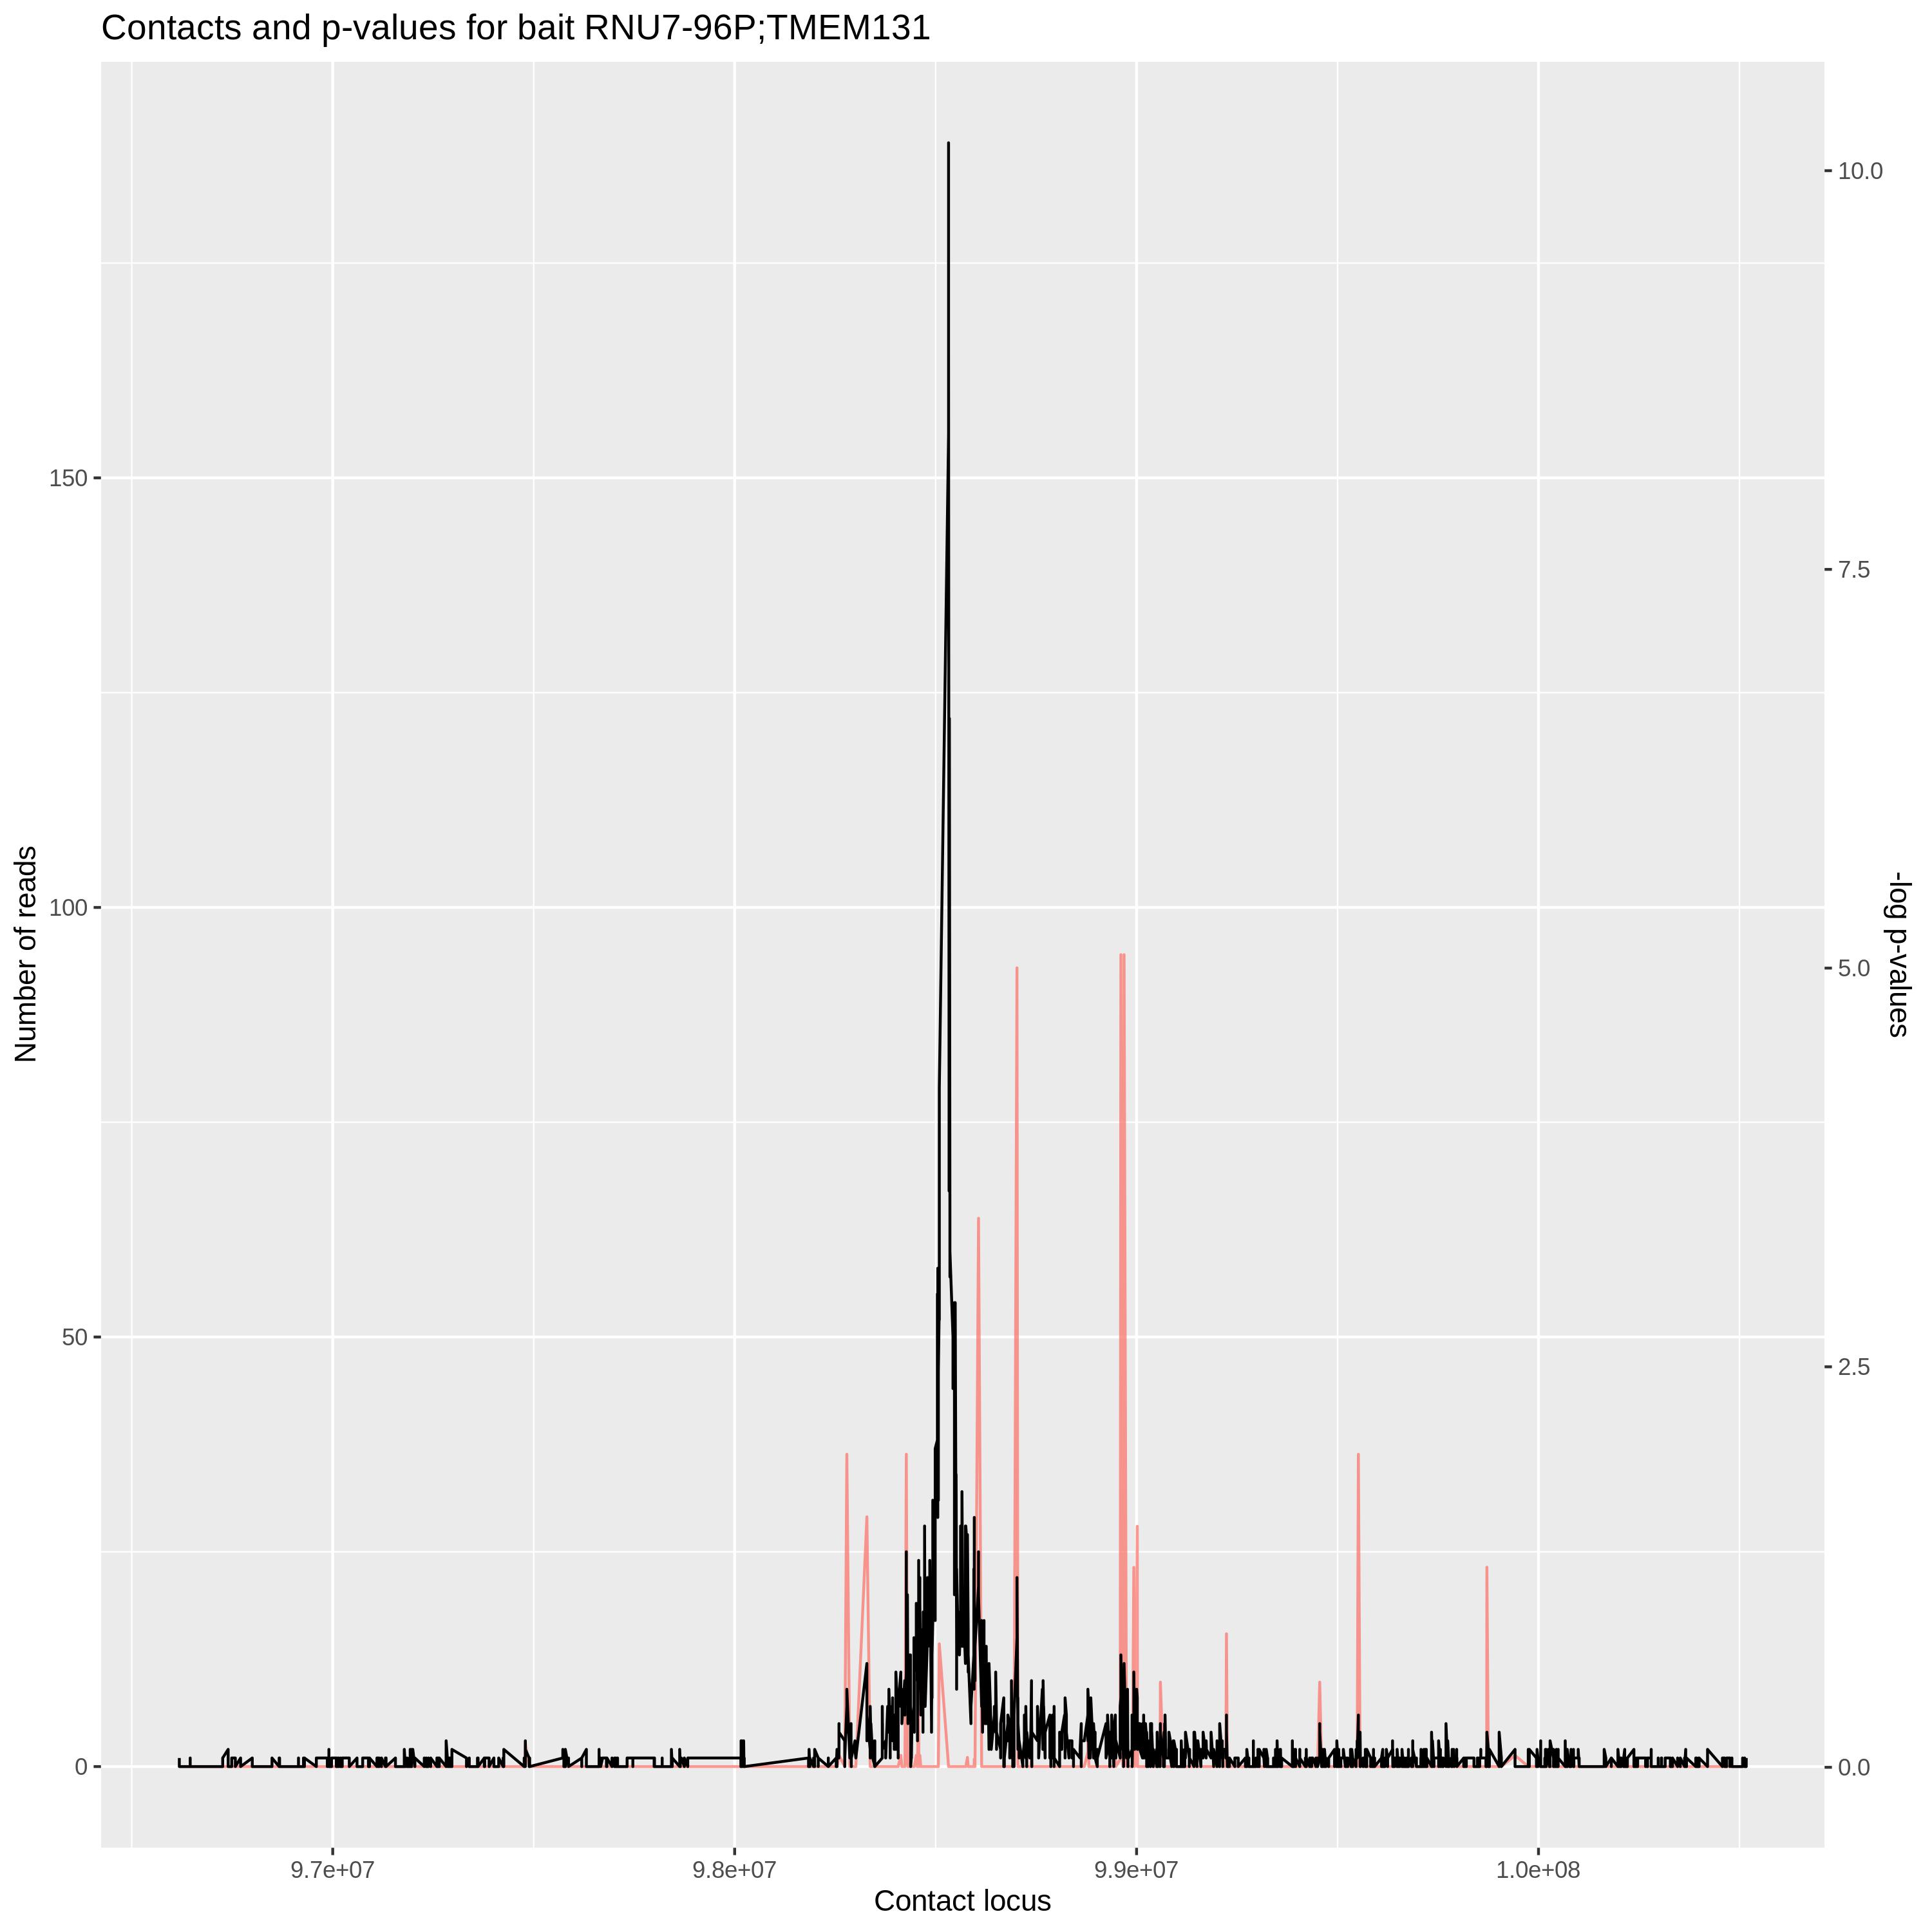 Contacts and p-values for bait RNU7-96P;TMEM131
Number of reads
150
100
50
0
10.0
7.5
5.0
2.5
0.0
-log p-values
9.7e+07 9.8e+07 9.9e+07 1.0e+08
Contact locus